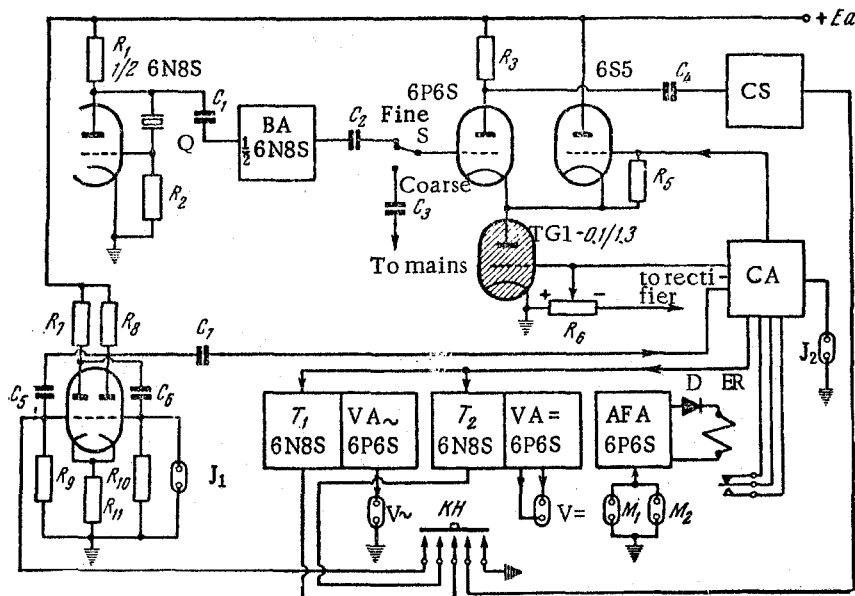 + Ea
R1
1/2 6N8S
C1
Q
R2
BA
1/2 6N8S
C2
Fine
S
Coarse
C3
To mains
R3
6P6S
6S5
C4
CS
R5
TG1-0.1/1.3
to recti-
fier
+
-
R6
CA
J2
R7
R8
C7
C5
C6
R9
R10
R11
J1
T1
6N8S
VA~
6P6S
T2
6N8S
VA=
6P6S
AFA
6P6S
D
ER
V~
KH
V=
M1
M2